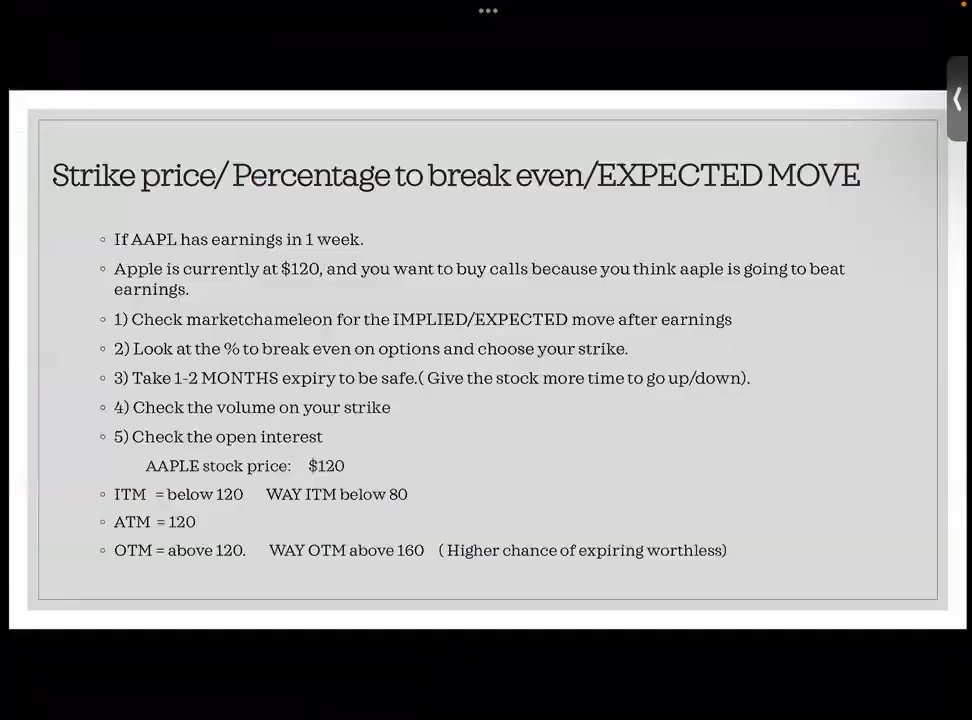 Strike price/ Percentage to break even/EXPECTED MOVE
◦ If AAPL has earnings in 1 week.
◦ Apple is currently at $120, and you want to buy calls because you think aaple is going to beat
earnings.
◦ 1) Check marketchameleon for the IMPLIED/EXPECTED move after earnings
◦ 2) Look at the % to break even on options and choose your strike.
◦ 3) Take 1-2 MONTHS expiry to be safe.( Give the stock more time to go up/down).
◦ 4) Check the volume on your strike
◦ 5) Check the open interest
AAPLE stock price: $120
◦ ITM = below 120 WAY ITM below 80
◦ ATM = 120
◦ OTM = above 120. WAY OTM above 160 ( Higher chance of expiring worthless)